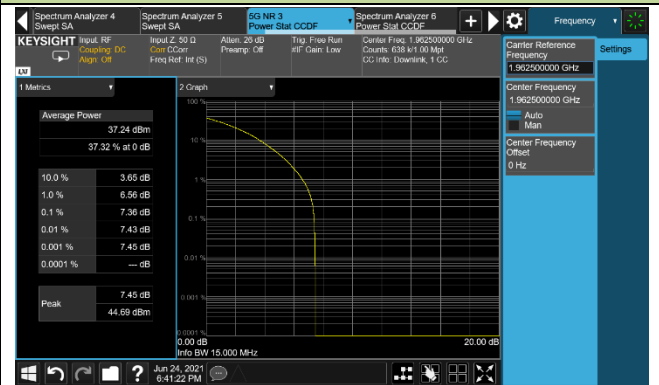 Spectrum Analyzer 4
Swept SA
Spectrum Analyzer 5
Swept SA
5G NR 3
Power Stat CCDF
Spectrum Analyzer 6
Power Stat CCDF
Frequency
KEYSIGHT
Input: RF
Coupling: DC
Align: Off
Input Z: 50 Ω
Corr CCorr
Freq Ref: Int (S)
Atten: 26 dB
Preamp: Off
Trig: Free Run
#IF Gain: Low
Center Freq: 1.962500000 GHz
Counts: 638 k/1.00 Mpt
CC Info: Downlink, 1 CC
LXI
1 Metrics
2 Graph
Average Power
37.24 dBm
37.32 % at 0 dB
10.0 % 3.65 dB
1.0 % 6.56 dB
0.1 % 7.36 dB
0.01 % 7.43 dB
0.001 % 7.45 dB
0.0001 % --- dB
Peak
7.45 dB
44.69 dBm
100 %
10 %
1 %
0.1 %
0.01 %
0.001 %
0.0001 %
0.00 dB
20.00 dB
Info BW 15.000 MHz
Carrier Reference
Frequency
1.962500000 GHz
Center Frequency
1.962500000 GHz
Auto
Man
Center Frequency
Offset
0 Hz
Settings
Jun 24, 2021
6:41:22 PM